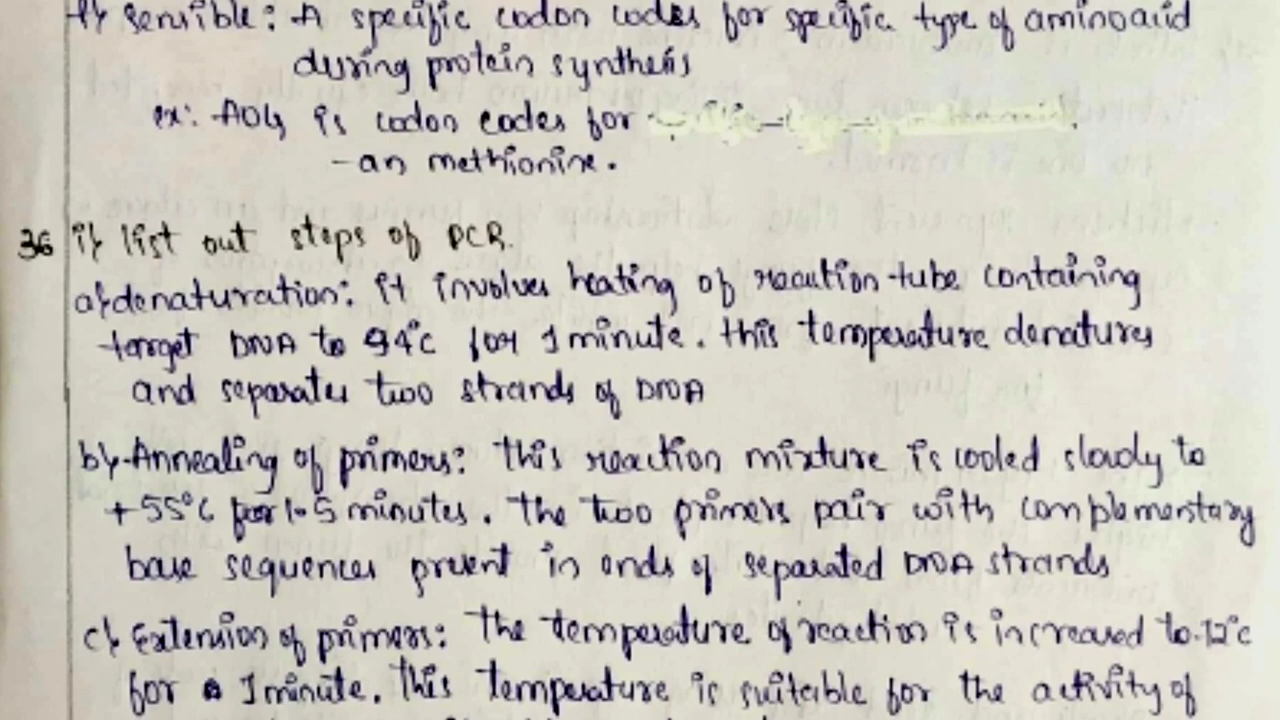 f} Sensible: A specific codon codes for specific type of aminoacid
during protein synthesis
ex: AUG is codon codes for
an methionine.
36 i} list out steps of PCR.
a} denaturation: it involves heating of reaction tube containing
target DNA to 94°c for 1 minute. this temperature denatures
and separates two strands of DNA
b} Annealing of primers: this reaction mixture is cooled slowly to
+55°c for 1-5 minutes. the two primers pair with complementary
base sequences present in ends of separated DNA strands
c} Extension of primers: the temperature of reaction is increased to 72°c
for 1 minute. this temperature is suitable for the activity of